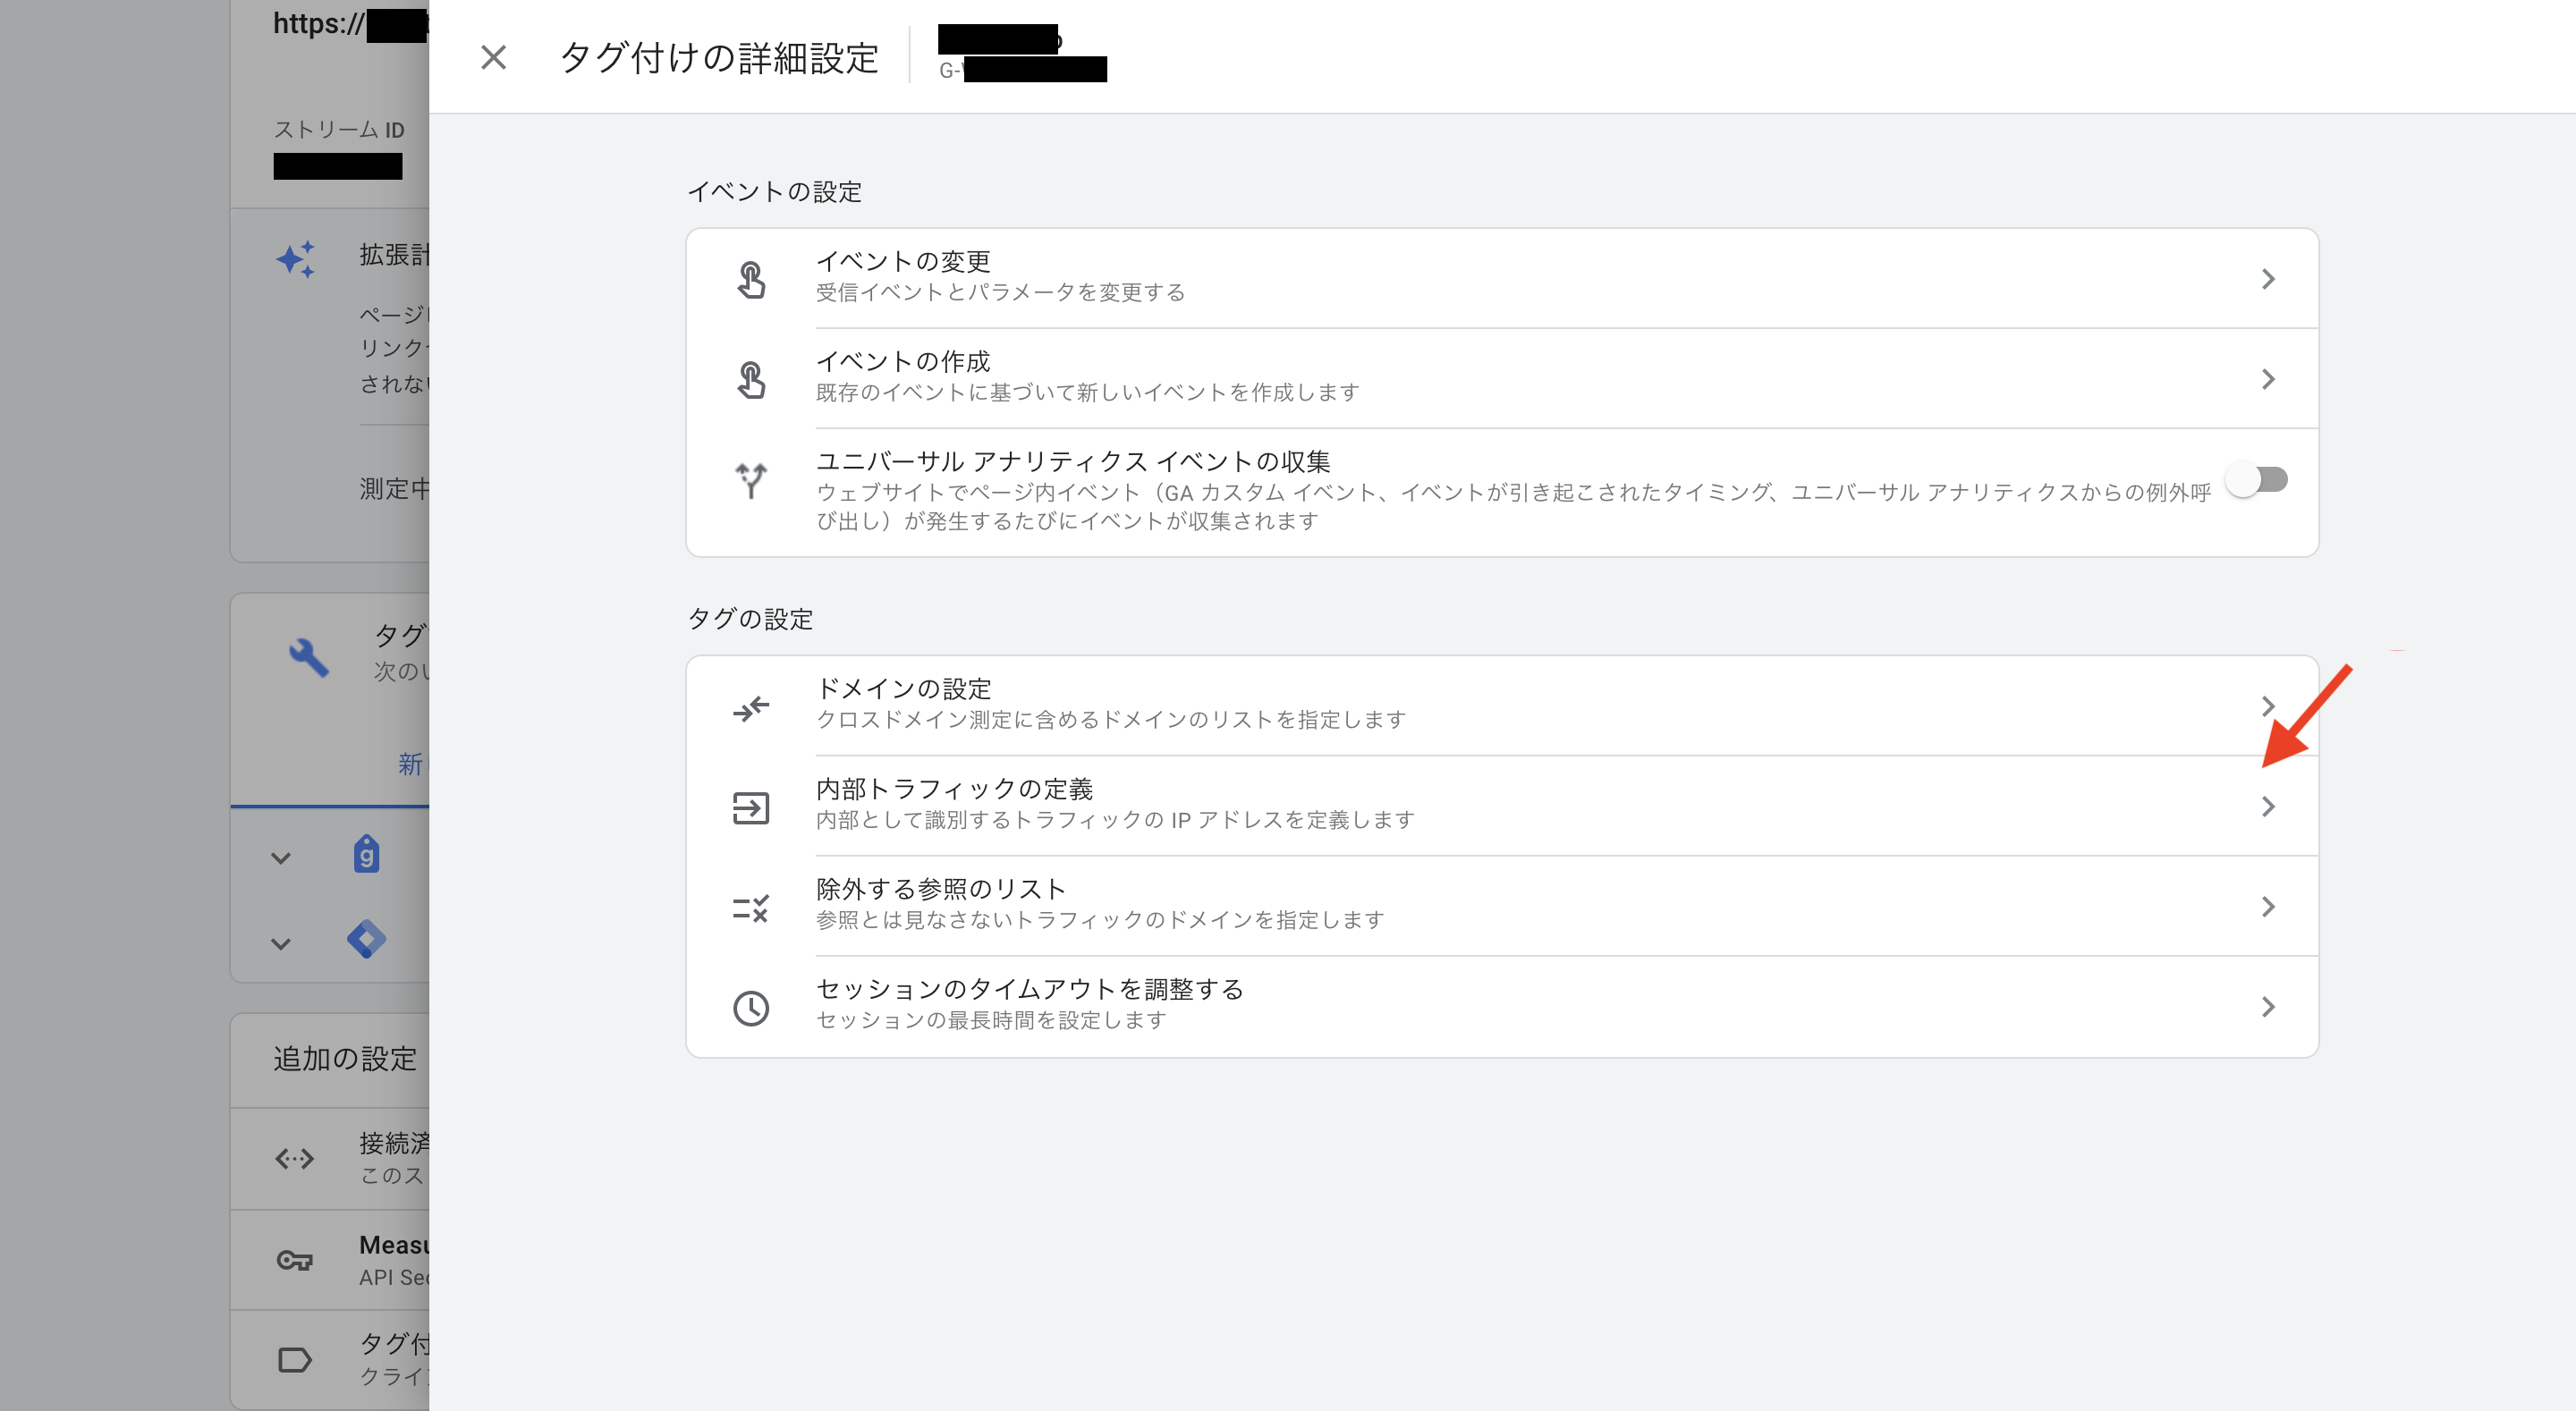 https://
ストリーム ID
拡張計
ページ
リンク
されない
測定中
タグ
次のい
新し
g
追加の設定
接続済
このス
Measu
API Sec
タグ付
クライ
タグ付けの詳細設定
G-
イベントの設定
イベントの変更
受信イベントとパラメータを変更する
イベントの作成
既存のイベントに基づいて新しいイベントを作成します
ユニバーサル アナリティクス イベントの収集
ウェブサイトでページ内イベント（GA カスタム イベント、イベントが引き起こされたタイミング、ユニバーサル アナリティクスからの例外呼
び出し）が発生するたびにイベントが収集されます
タグの設定
ドメインの設定
クロスドメイン測定に含めるドメインのリストを指定します
内部トラフィックの定義
内部として識別するトラフィックの IP アドレスを定義します
除外する参照のリスト
参照とは見なさないトラフィックのドメインを指定します
セッションのタイムアウトを調整する
セッションの最長時間を設定します